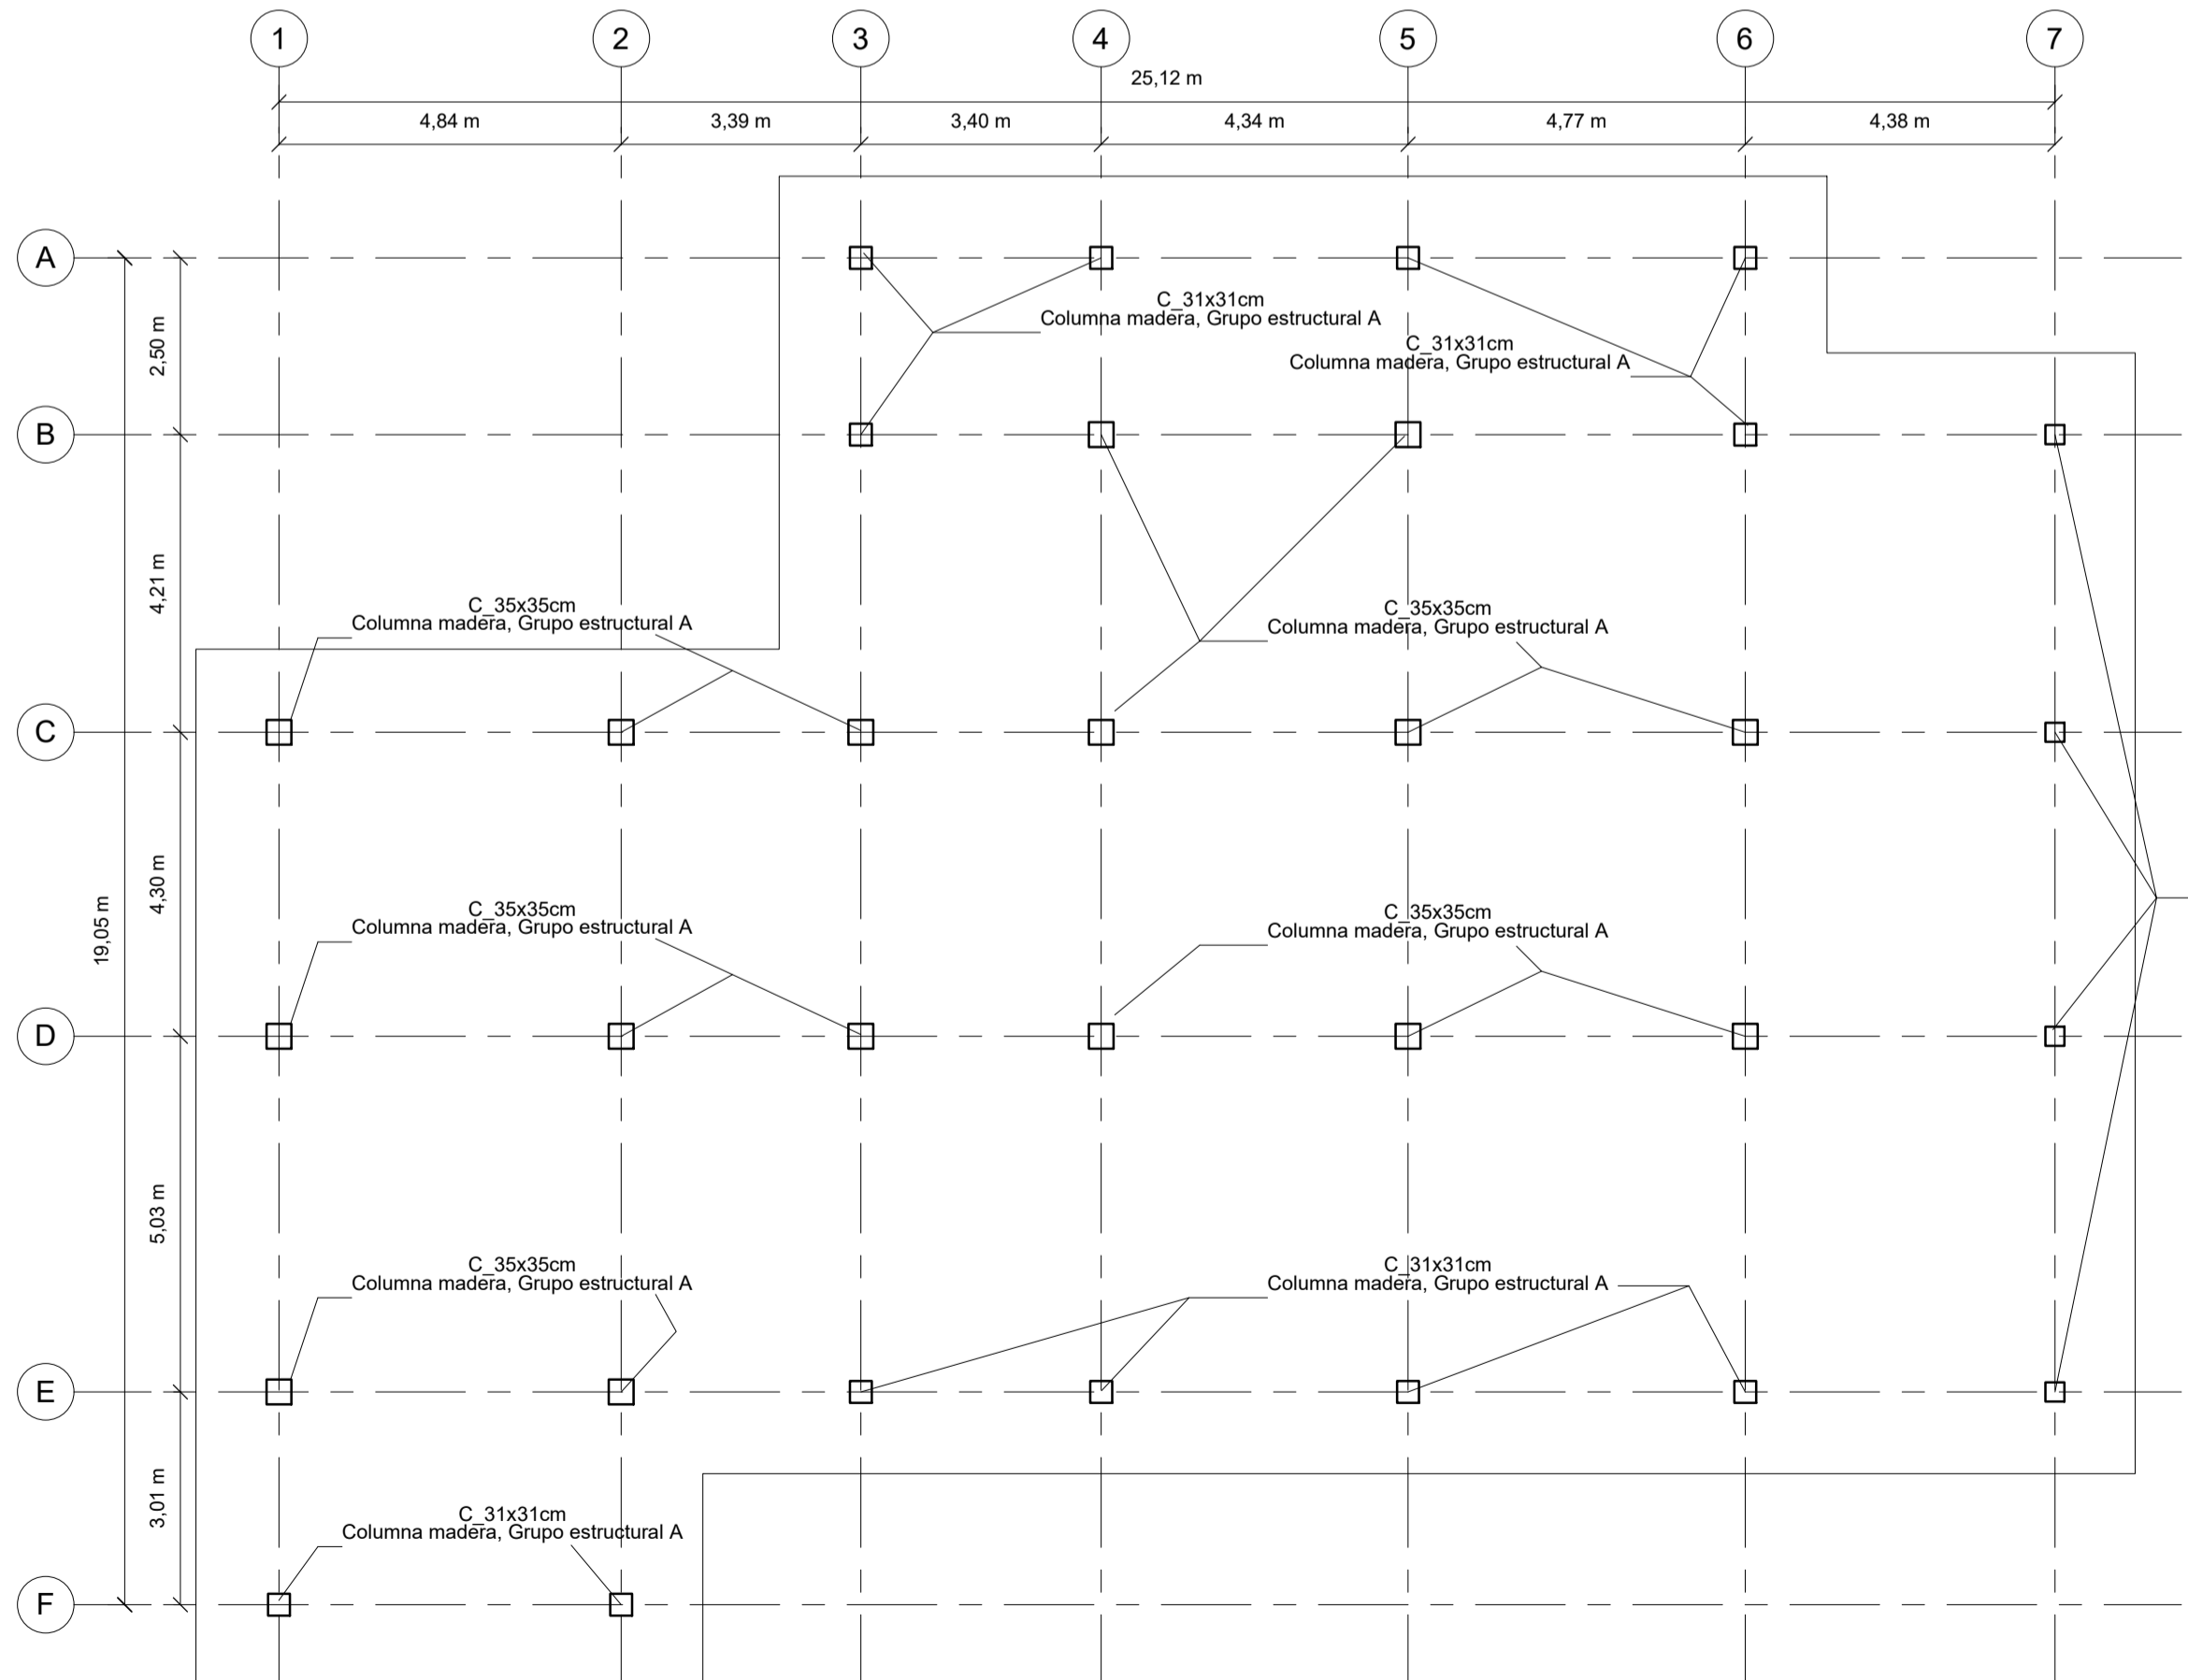 1 2 3 4 5 6 7
25,12 m
4,84 m 3,39 m 3,40 m 4,34 m 4,77 m 4,38 m
A
2,50 m
C_31x31cm
Columna madera, Grupo estructural A
C_31x31cm
Columna madera, Grupo estructural A
B
4,21 m
C_35x35cm
Columna madera, Grupo estructural A
C_35x35cm
Columna madera, Grupo estructural A
C
4,30 m
19,05 m
C_35x35cm
Columna madera, Grupo estructural A
C_35x35cm
Columna madera, Grupo estructural A
D
5,03 m
C_35x35cm
Columna madera, Grupo estructural A
C_31x31cm
Columna madera, Grupo estructural A
E
3,01 m
C_31x31cm
Columna madera, Grupo estructural A
F